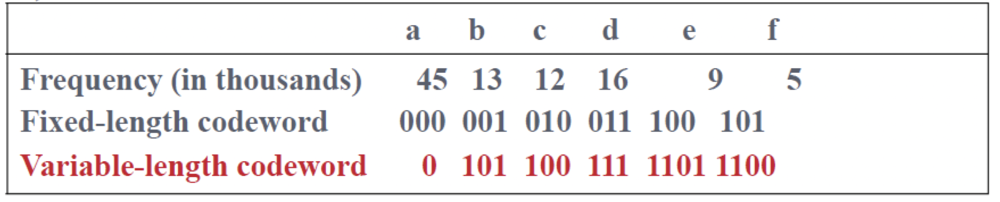 a b c d e f
Frequency (in thousands) 45 13 12 16 9 5
Fixed-length codeword 000 001 010 011 100 101
Variable-length codeword 0 101 100 111 1101 1100